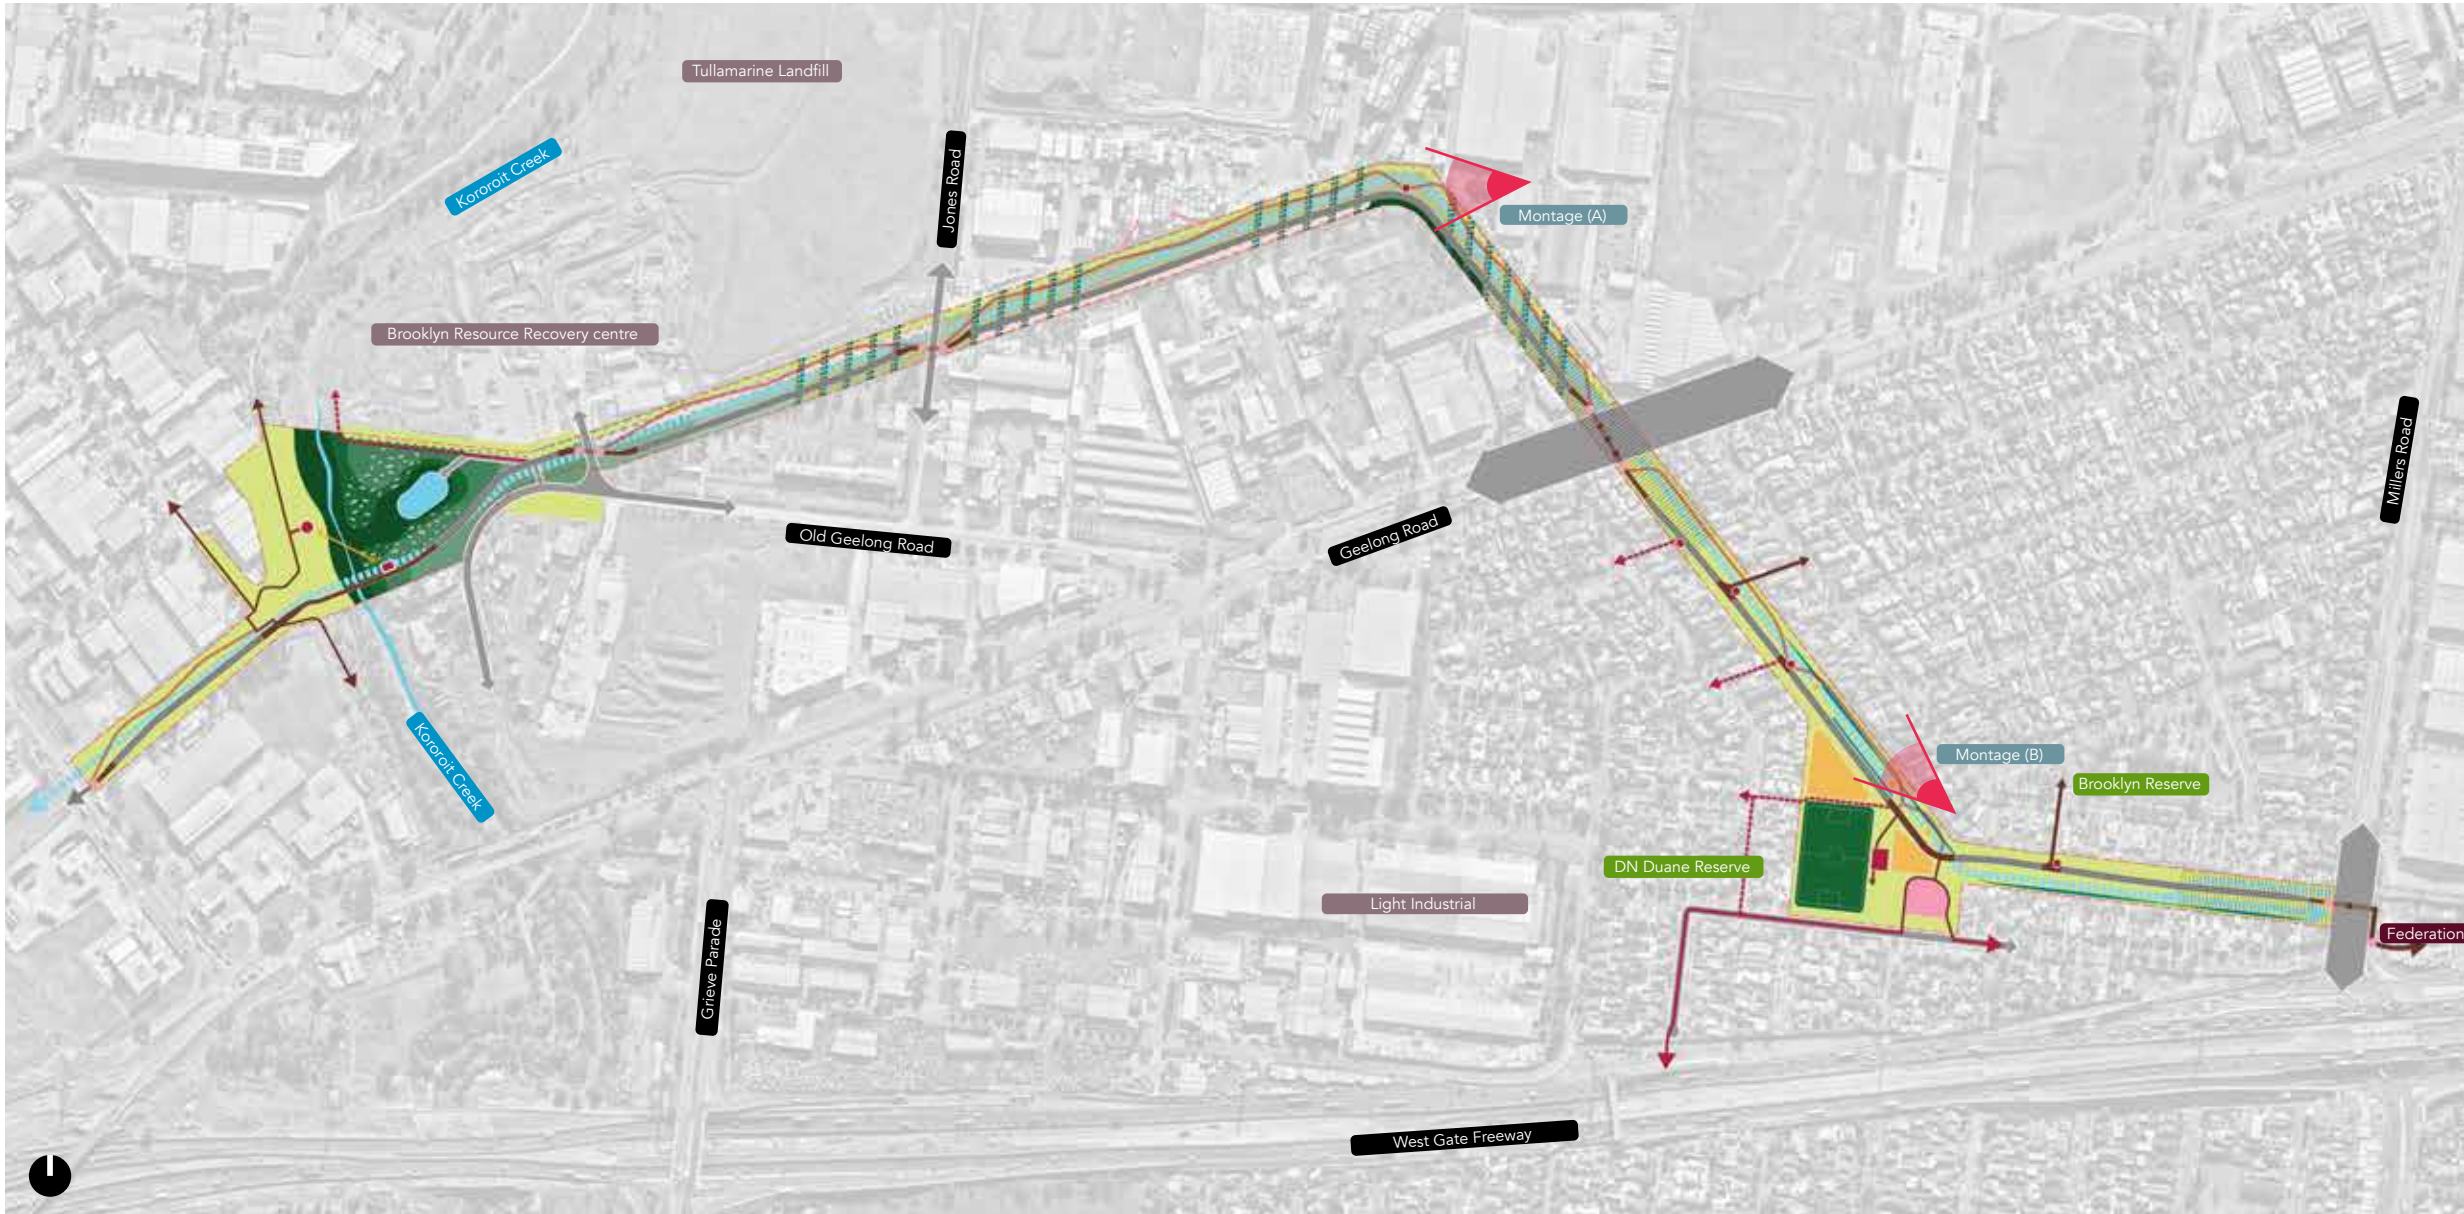 Tullamarine Landfill
Kororoit Creek
Jones Road
Montage (A)
Brooklyn Resource Recovery centre
Millers Road
Old Geelong Road
Geelong Road
Kororoit Creek
Montage (B)
Brooklyn Reserve
DN Duane Reserve
Light Industrial
Federation
Grieve Parade
West Gate Freeway